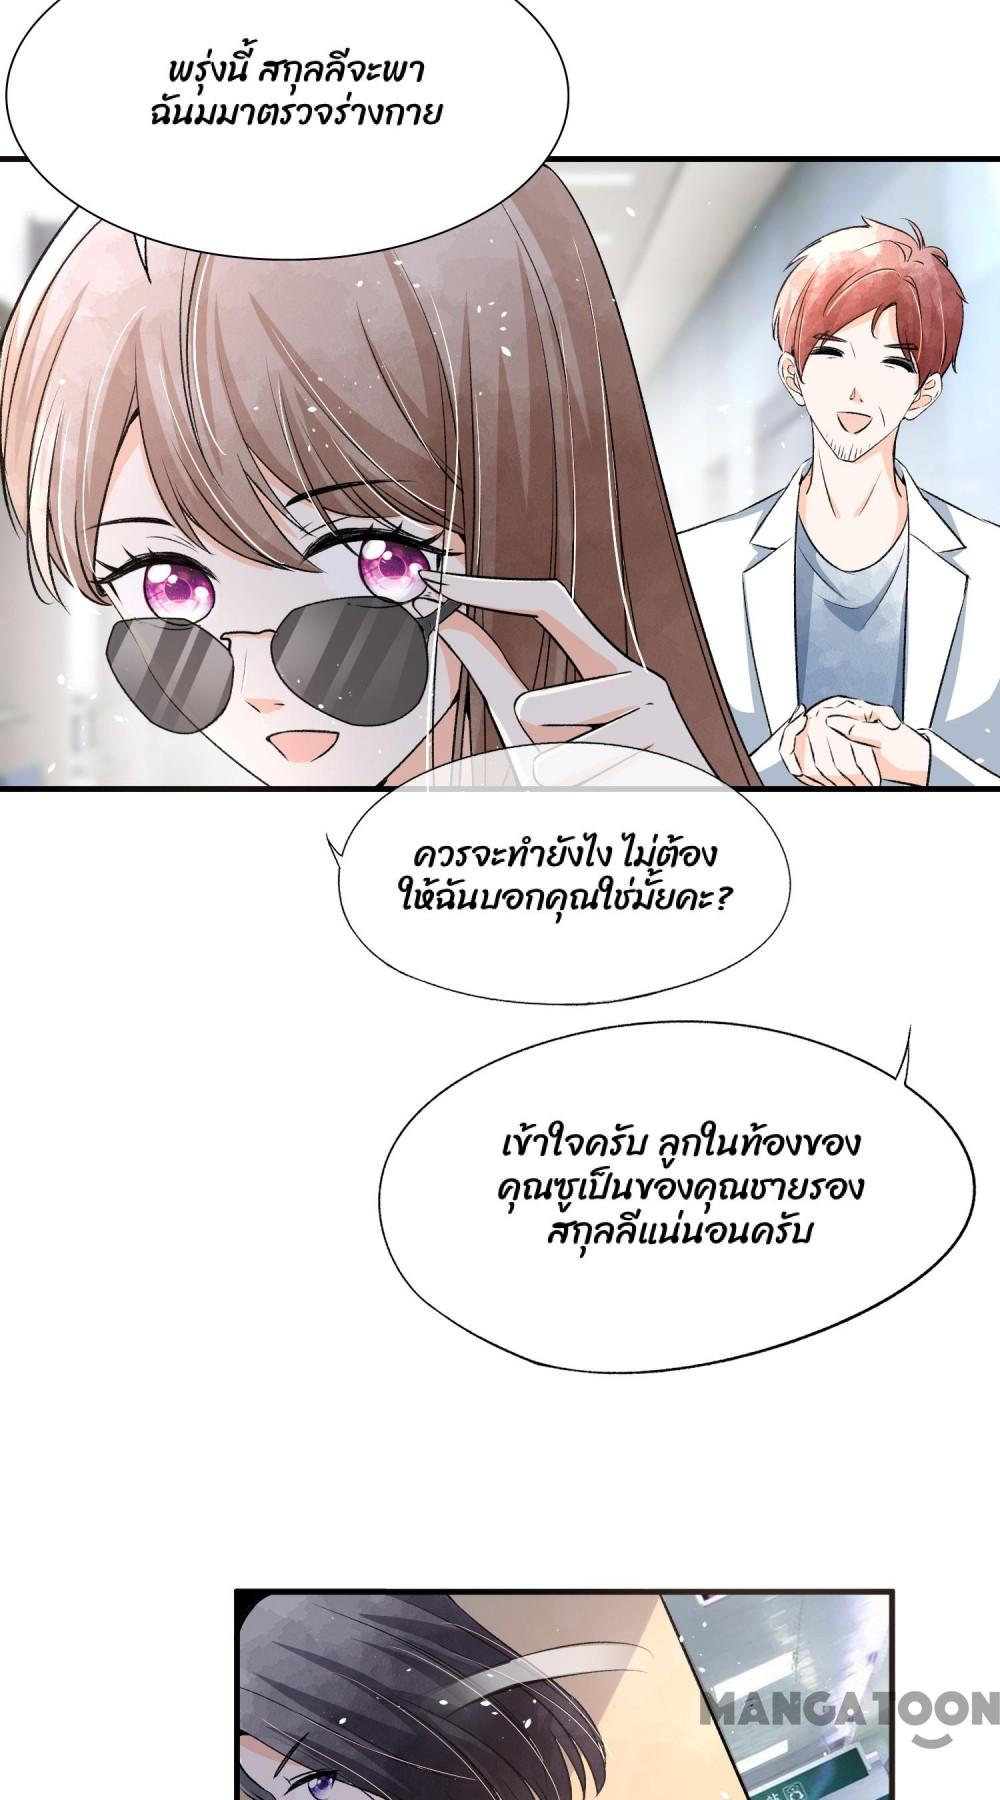 พรุ่งนี้ สกุลลีจะพา
ฉันมมาตรวจร่างกาย
ควรจะทำยังไง ไม่ต้อง
ให้ฉันบอกคุณใช่มั้ยคะ?
เข้าใจครับ ลูกในท้องของ
คุณซูเป็นของคุณชายรอง
สกุลลีแน่นอนครับ
MANGATOON